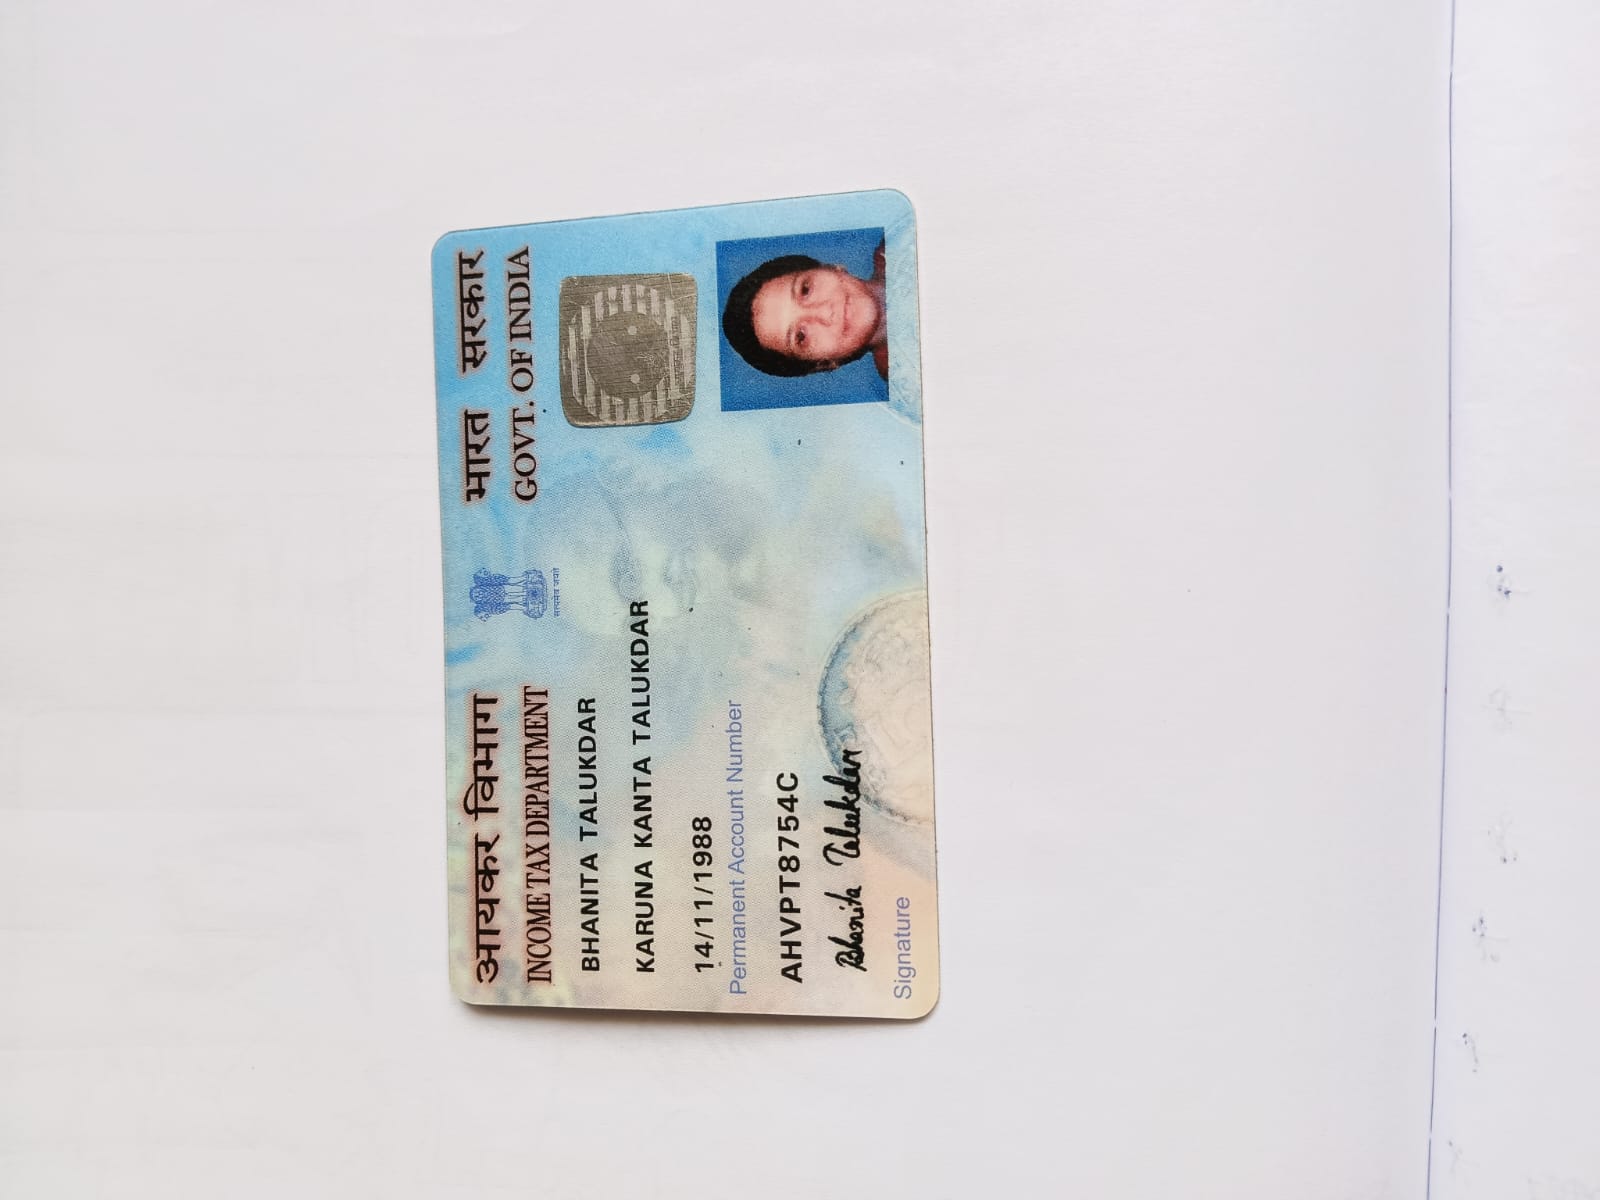 आयकर विभाग
INCOME TAX DEPARTMENT
सत्यमेव जयते
भारत सरकार
GOVT. OF INDIA
BHANITA TALUKDAR
KARUNA KANTA TALUKDAR
14/11/1988
Permanent Account Number
AHVPT8754C
Bhanita Talukdar
Signature